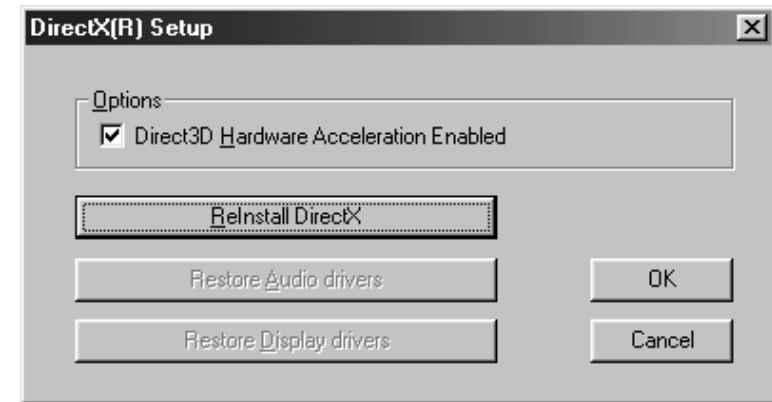 DirectX(R) Setup
Options
Direct3D Hardware Acceleration Enabled
ReInstall DirectX
Restore Audio drivers
OK
Restore Display drivers
Cancel